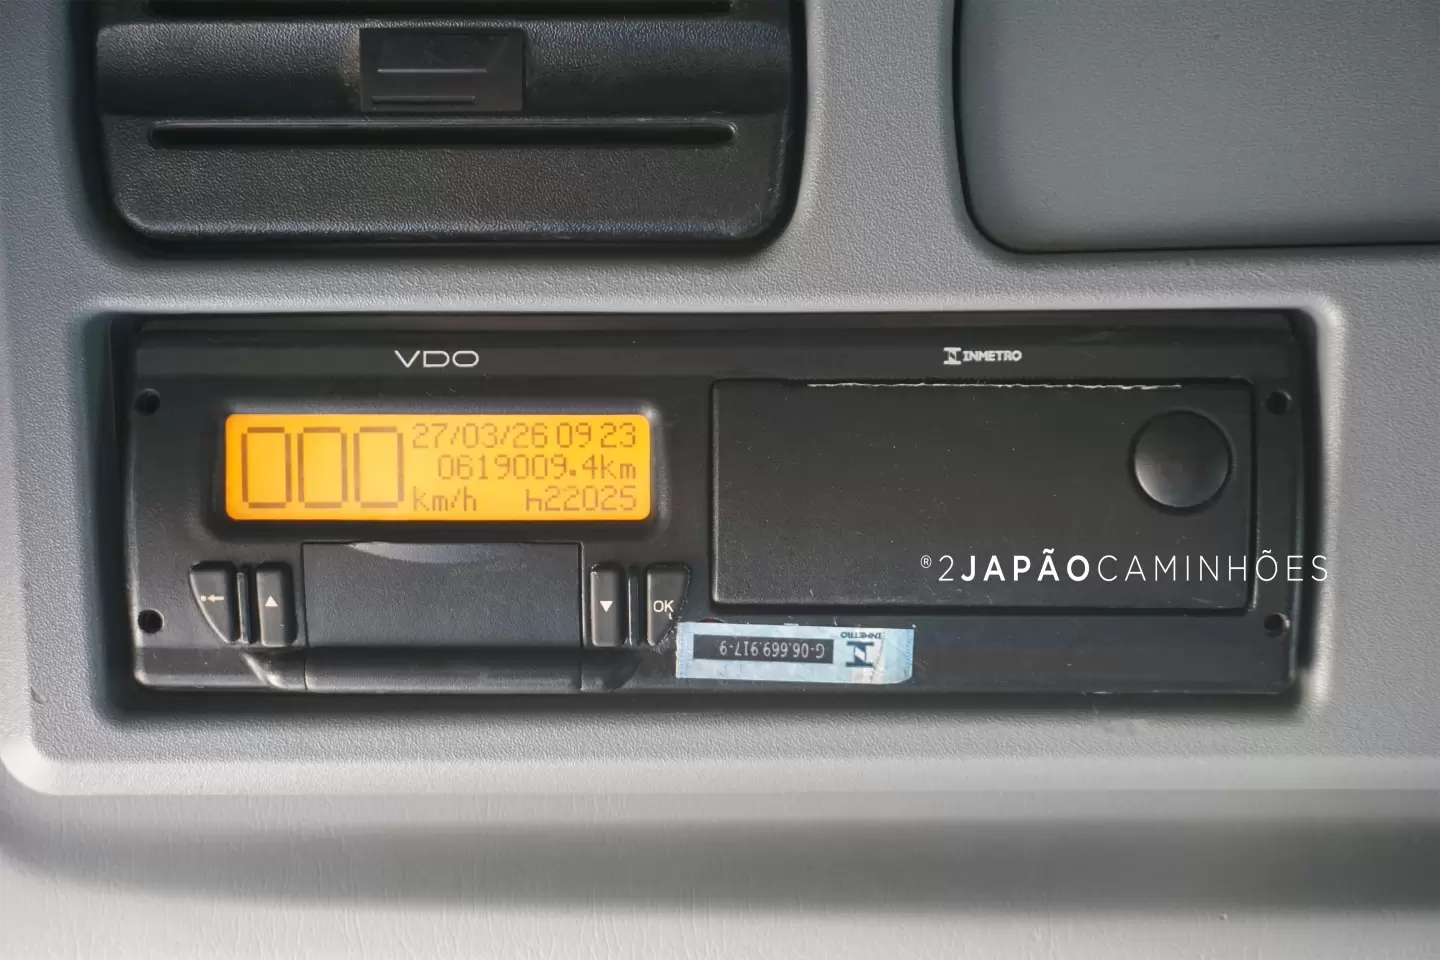 VDO
INMETRO
000 27/03/26 09 23
0619009.4km
km/h h22025
OK
®2JAPÃOCAMINHÕES
INMETRO
G-06.669.917-9